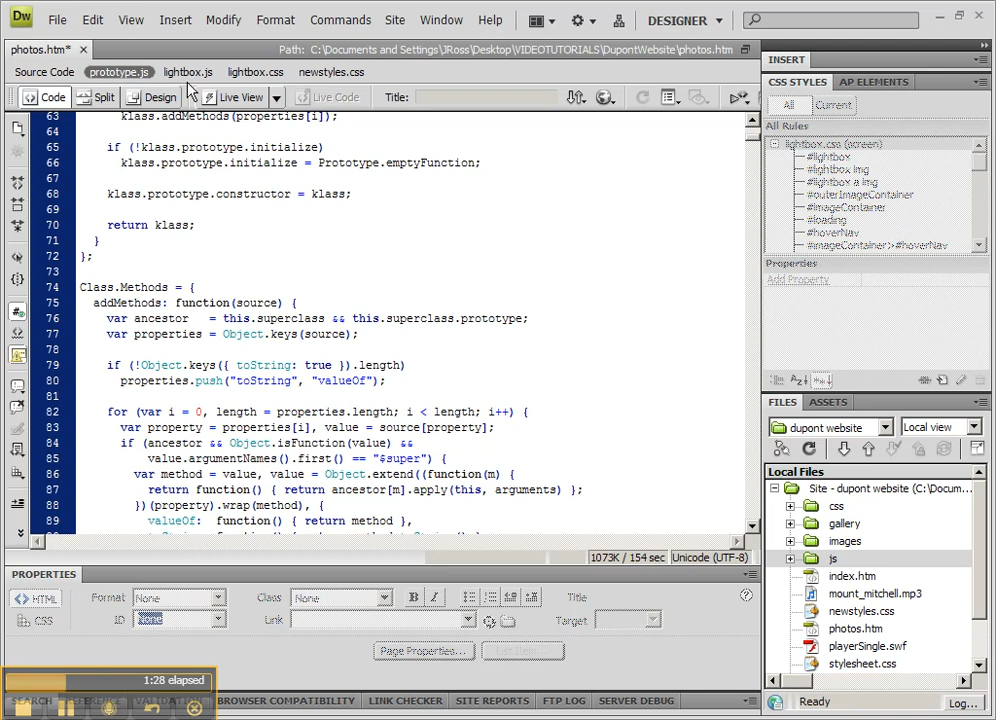 Dw File Edit View Insert Modify Format Commands Site Window Help DESIGNER
photos.htm* Path: C:\Documents and Settings\JRoss\Desktop\VIDEOTUTORIALS\DupontWebsite\photos.htm
Source Code prototype.js lightbox.js lightbox.css newstyles.css
Code Split Design Live View Live Code Title:
63 klass.addMethods(properties[i]);
64
65 if (!klass.prototype.initialize)
66 klass.prototype.initialize = Prototype.emptyFunction;
67
68 klass.prototype.constructor = klass;
69
70 return klass;
71 }
72 };
73
74 Class.Methods = {
75 addMethods: function(source) {
76 var ancestor = this.superclass && this.superclass.prototype;
77 var properties = Object.keys(source);
78
79 if (!Object.keys({ toString: true }).length)
80 properties.push("toString", "valueOf");
81
82 for (var i = 0, length = properties.length; i < length; i++) {
83 var property = properties[i], value = source[property];
84 if (ancestor && Object.isFunction(value) &&
85 value.argumentNames().first() == "$super") {
86 var method = value, value = Object.extend((function(m) {
87 return function() { return ancestor[m].apply(this, arguments) };
88 })(property).wrap(method), {
89 valueOf: function() { return method },
1073K / 154 sec Unicode (UTF-8)
PROPERTIES
HTML Format None Class None B I Title
CSS ID None Link Target
Page Properties... List Item...
1:28 elapsed
SEARCH REFERENCE VALIDATION BROWSER COMPATIBILITY LINK CHECKER SITE REPORTS FTP LOG SERVER DEBUG
INSERT
CSS STYLES AP ELEMENTS
All Current
All Rules
lightbox.css (screen)
#lightbox
#lightbox img
#lightbox a img
#outerImageContainer
#imageContainer
#loading
#hoverNav
#imageContainer>#hoverNav
Properties
Add Property
FILES ASSETS
dupont website Local view
Local Files
Site - dupont website (C:\Docum...
css
gallery
images
js
index.htm
mount_mitchell.mp3
newstyles.css
photos.htm
playerSingle.swf
stylesheet.css
Ready Log...